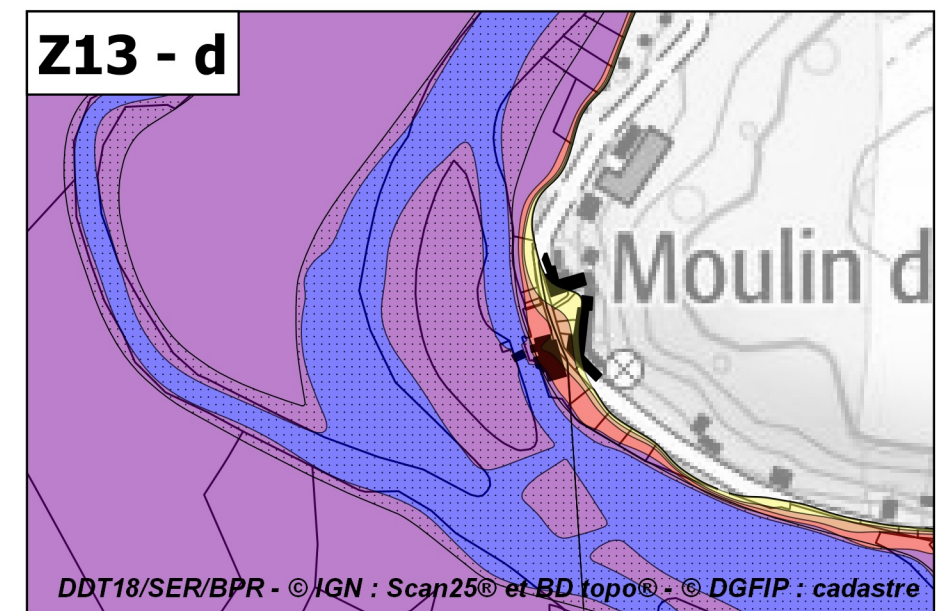 Z13 - d
Moulin d
DDT18/SER/BPR - © IGN : Scan25® et BD topo® - © DGFIP : cadastre